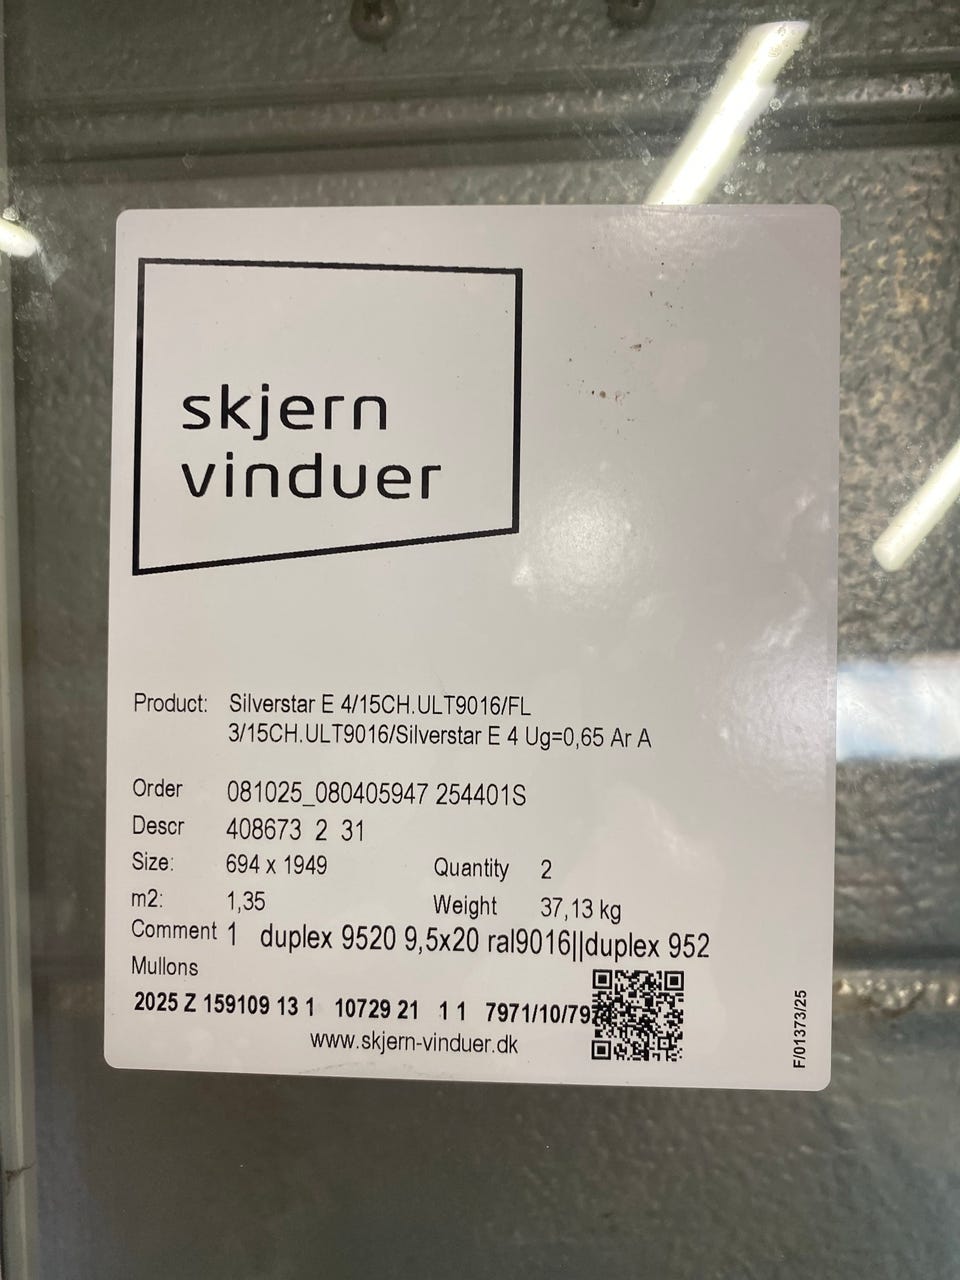 skjern
vinduer
Product: Silverstar E 4/15CH.ULT9016/FL
3/15CH.ULT9016/Silverstar E 4 Ug=0,65 Ar A
Order 081025_080405947 254401S
Descr 408673 2 31
Size: 694 x 1949 Quantity 2
m2: 1,35 Weight 37,13 kg
Comment 1 duplex 9520 9,5x20 ral9016||duplex 952
Mullons
2025 Z 159109 13 1 10729 21 1 1
www.skjern-vinduer.dk
F/01373/25